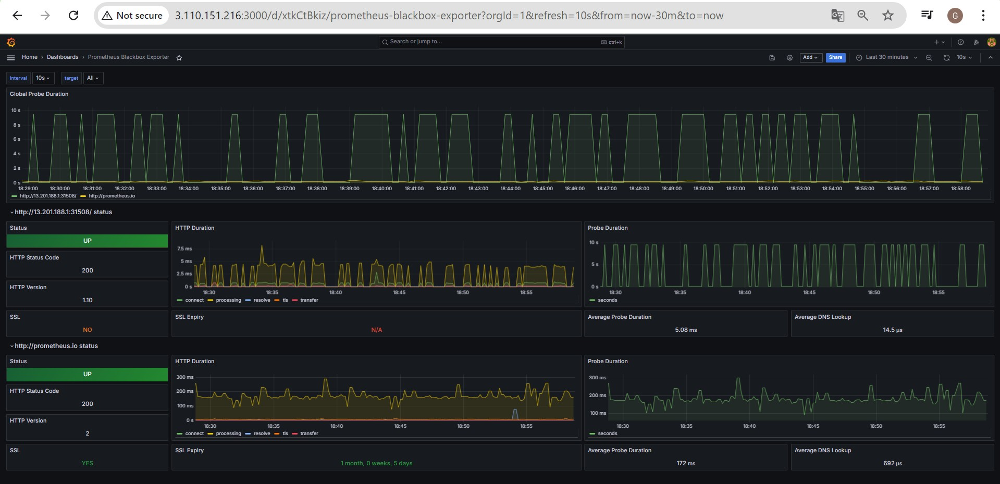 Not secure 3.110.151.216:3000/d/xtkCtBkiz/prometheus-blackbox-exporter?orgId=1&refresh=10s&from=now-30m&to=now G
Search or jump to... ctrl+k
Home › Dashboards › Prometheus Blackbox Exporter Add Share Last 30 minutes 10s
Interval 10s target All
Global Probe Duration
10 s
8 s
6 s
4 s
2 s
0 s
18:29:00 18:30:00 18:31:00 18:32:00 18:33:00 18:34:00 18:35:00 18:36:00 18:37:00 18:38:00 18:39:00 18:40:00 18:41:00 18:42:00 18:43:00 18:44:00 18:45:00 18:46:00 18:47:00 18:48:00 18:49:00 18:50:00 18:51:00 18:52:00 18:53:00 18:54:00 18:55:00 18:56:00 18:57:00 18:58:00
http://13.201.188.1:31508/ http://prometheus.io
http://13.201.188.1:31508/ status
Status
UP
HTTP Status Code
200
HTTP Version
1.10
SSL
NO
HTTP Duration
7.5 ms
5 ms
2.5 ms
0 s
18:30 18:35 18:40 18:45 18:50 18:55
connect processing resolve tls transfer
SSL Expiry
N/A
Probe Duration
10 s
5 s
0 s
18:30 18:35 18:40 18:45 18:50 18:55
seconds
Average Probe Duration
5.08 ms
Average DNS Lookup
14.5 µs
http://prometheus.io status
Status
UP
HTTP Status Code
200
HTTP Version
2
SSL
YES
HTTP Duration
300 ms
200 ms
100 ms
0 s
18:30 18:35 18:40 18:45 18:50 18:55
connect processing resolve tls transfer
SSL Expiry
1 month, 0 weeks, 5 days
Probe Duration
300 ms
200 ms
100 ms
18:30 18:35 18:40 18:45 18:50 18:55
seconds
Average Probe Duration
172 ms
Average DNS Lookup
692 µs